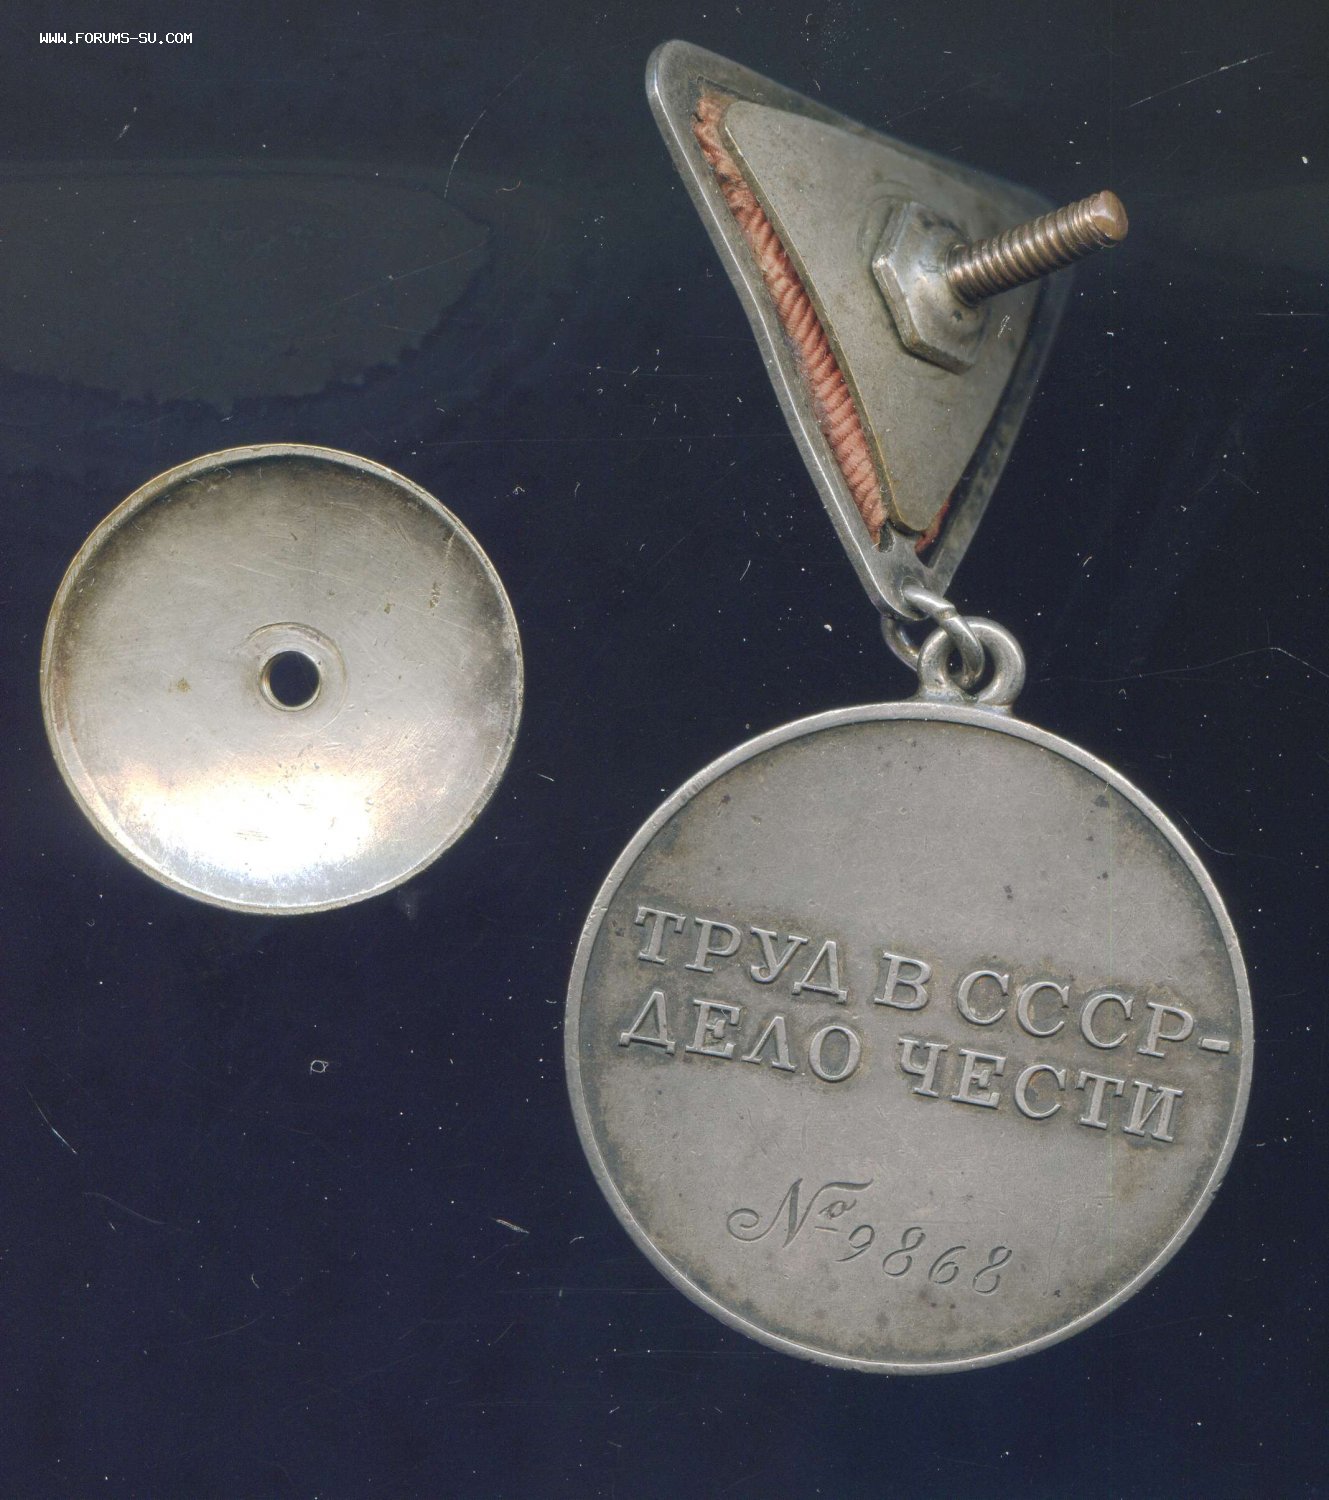 WWW.FORUMS-SU.COM
ТРУД В СССР-
ДЕЛО ЧЕСТИ
№ 9868